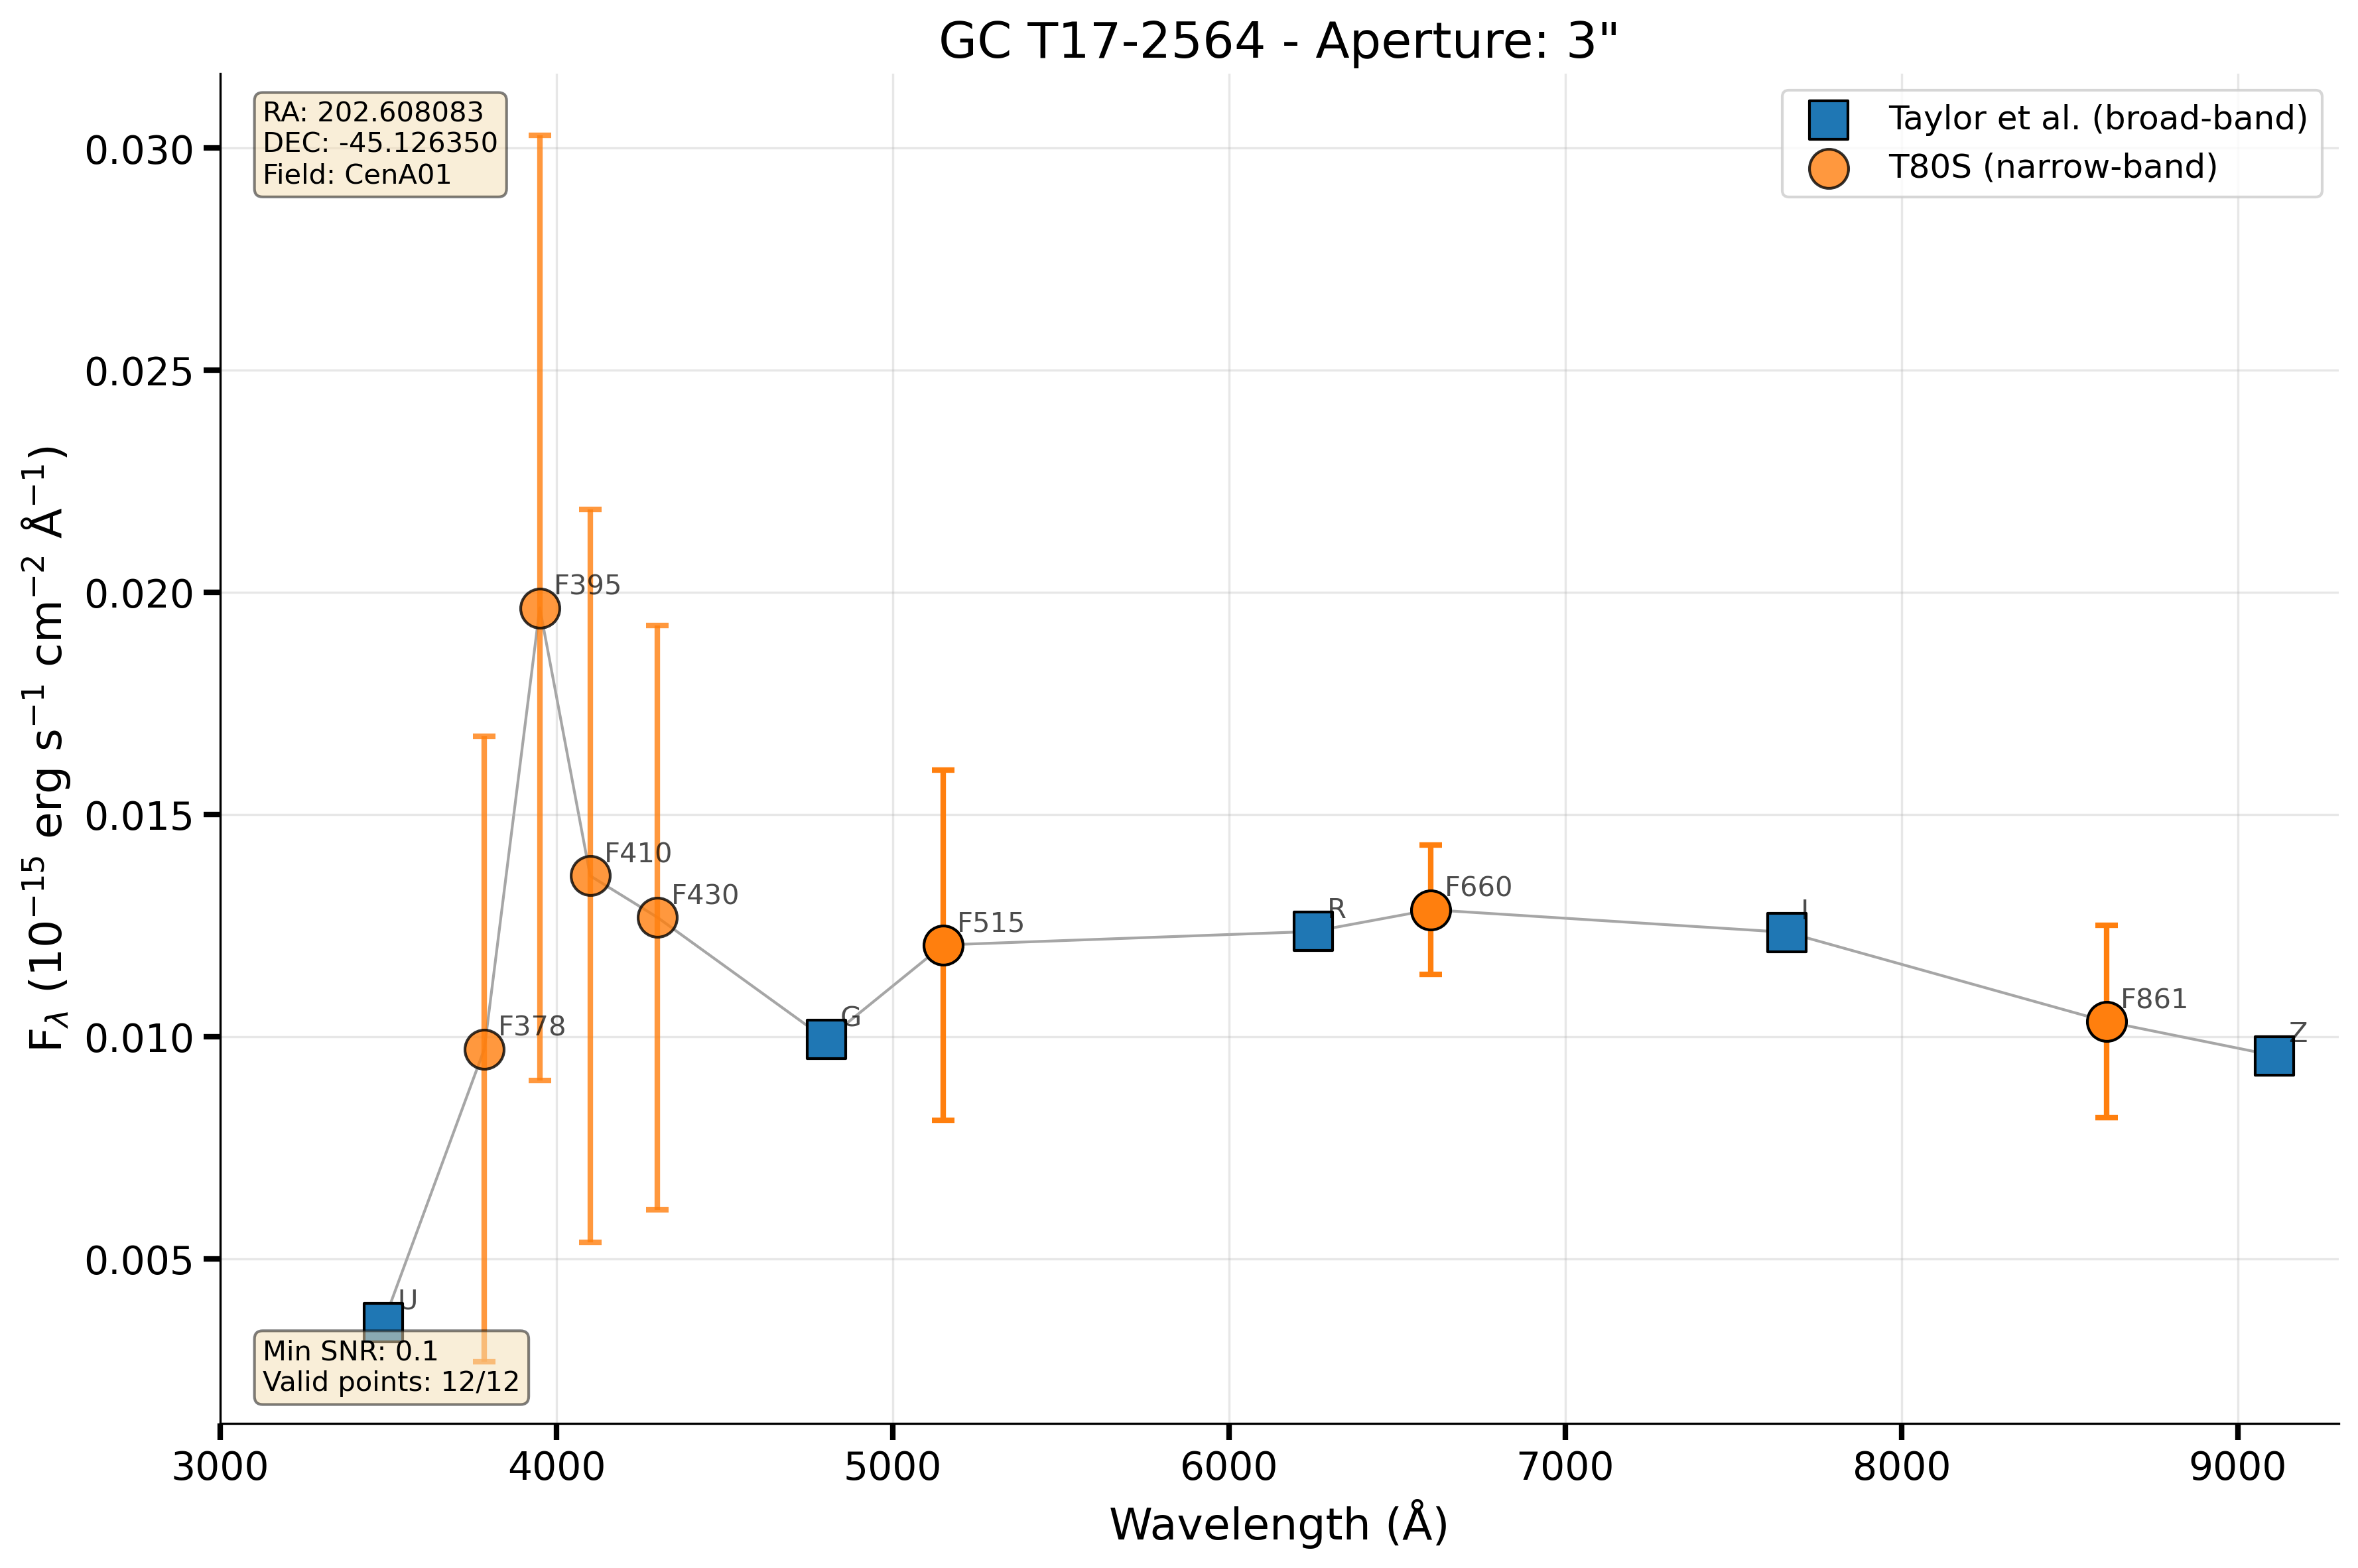 GC T17-2564 - Aperture: 3"
RA: 202.608083
DEC: -45.126350
Field: CenA01
Taylor et al. (broad-band)
T80S (narrow-band)
0.030
0.025
0.020
0.015
0.010
0.005
F_λ (10⁻¹⁵ erg s⁻¹ cm⁻² Å⁻¹)
F395
F410
F430
F378
F515
F660
F861
U
G
R
I
Z
Min SNR: 0.1
Valid points: 12/12
3000 4000 5000 6000 7000 8000 9000
Wavelength (Å)